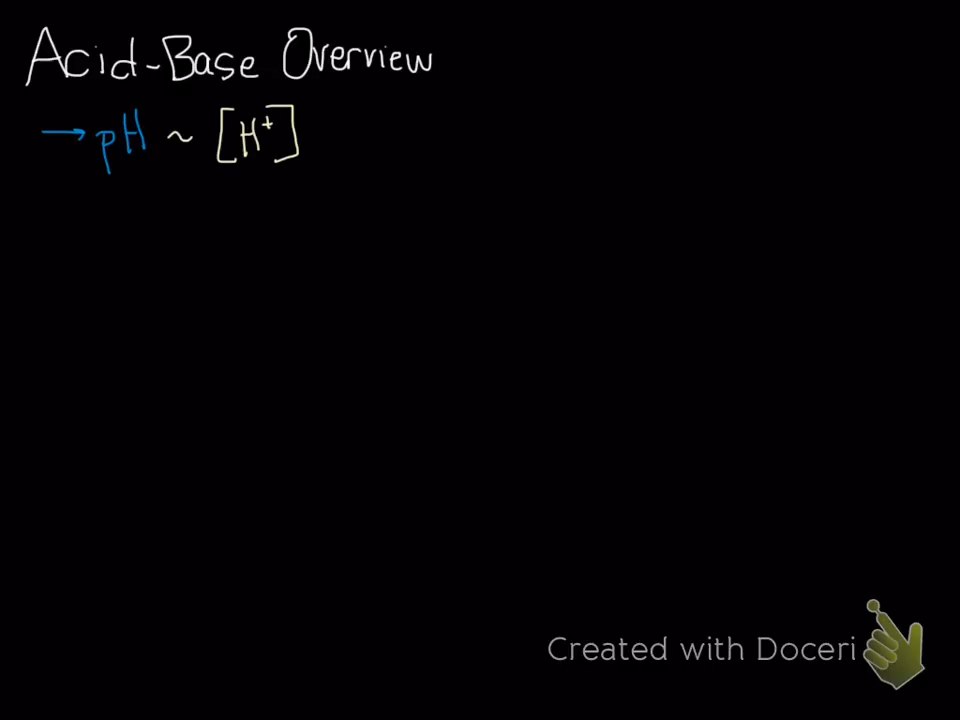 Acid-Base Overview
→ pH ~ [H⁺]
Created with Doceri